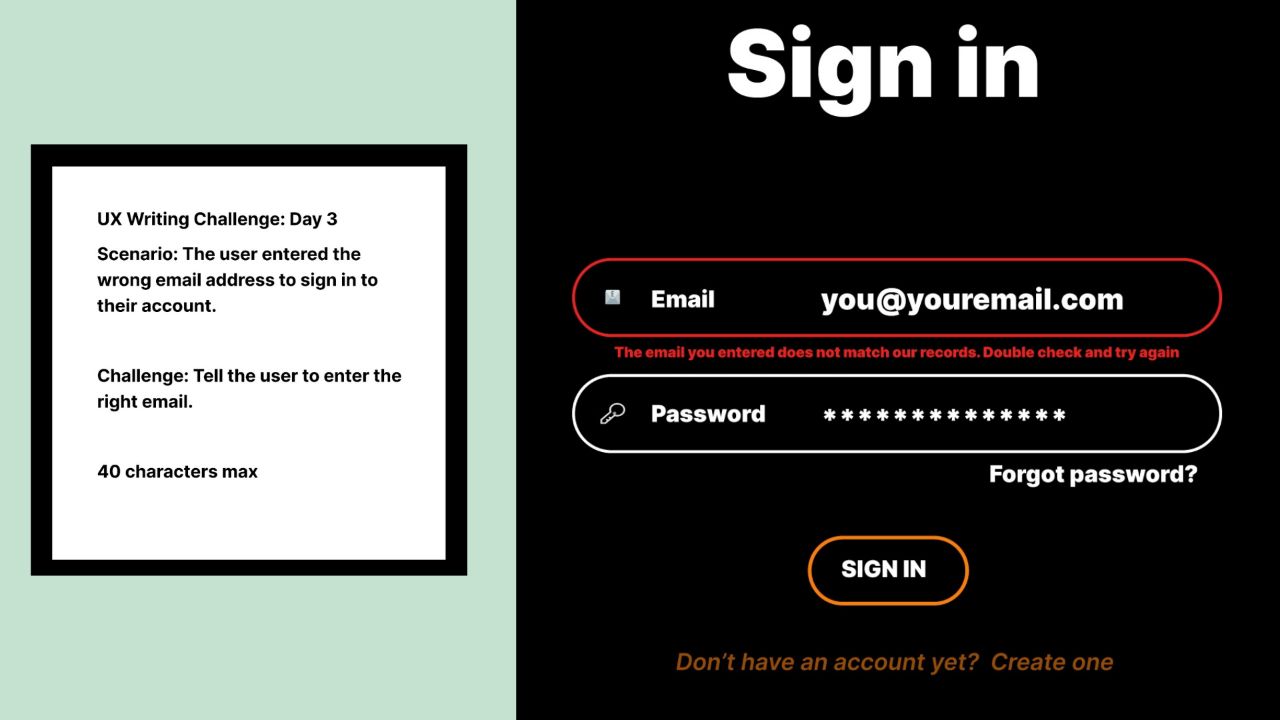 UX Writing Challenge: Day 3
Scenario: The user entered the
wrong email address to sign in to
their account.
Challenge: Tell the user to enter the
right email.
40 characters max
Sign in
Email you@youremail.com
The email you entered does not match our records. Double check and try again
Password **************
Forgot password?
SIGN IN
Don’t have an account yet? Create one